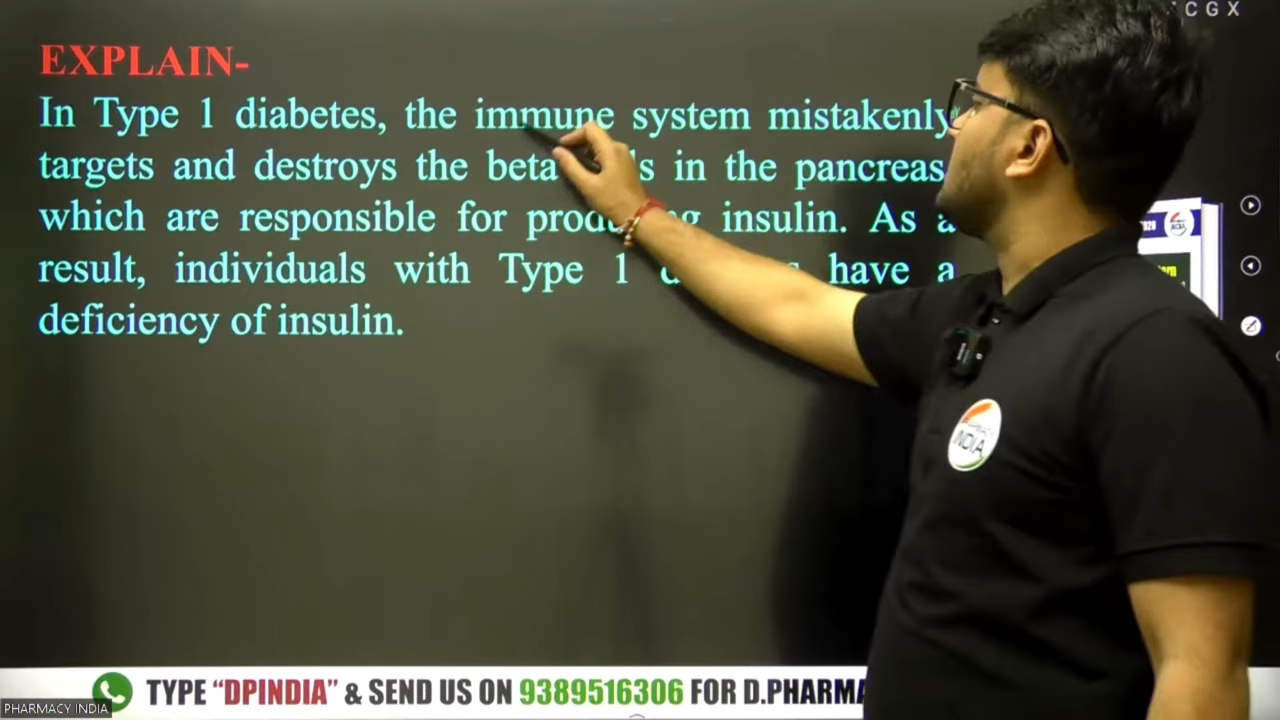 C G X
EXPLAIN-
In Type 1 diabetes, the immune system mistakenly
targets and destroys the beta in the pancreas
which are responsible for insulin. As a
result, individuals with Type 1 have a
deficiency of insulin.
2020
INDIA
TYPE “DPINDIA” & SEND US ON 9389516306 FOR D.PHARMA
PHARMACY INDIA